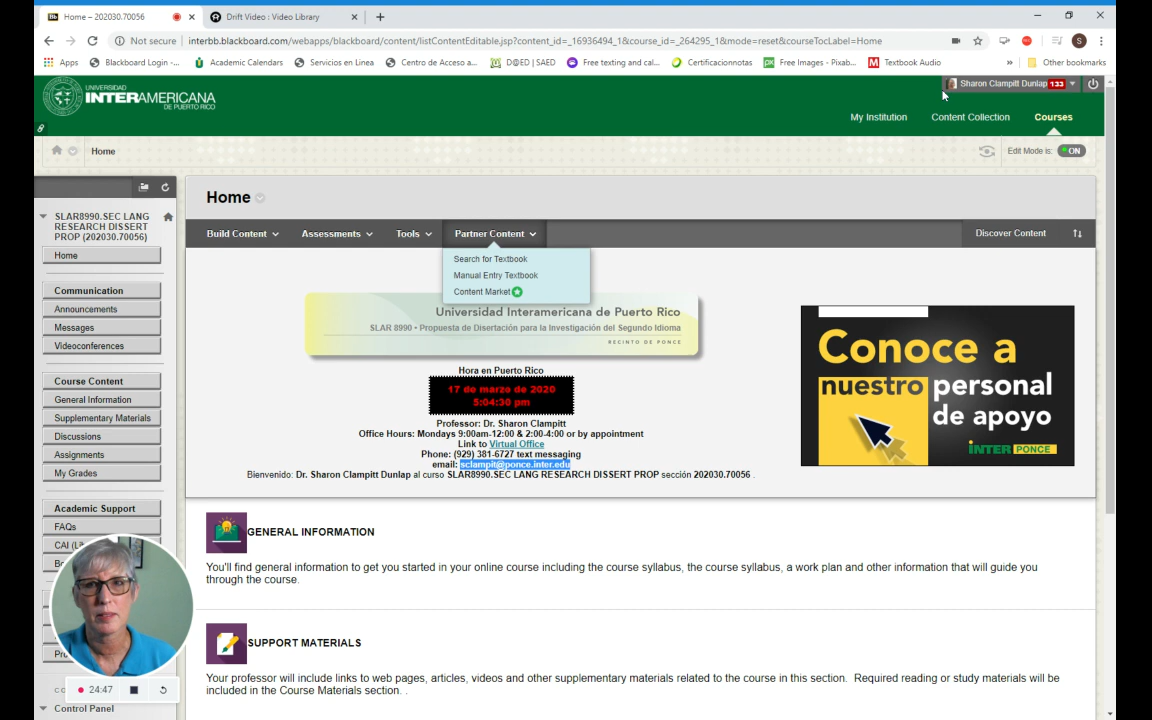 Home – 202030.70056
Drift Video : Video Library
Not secure | interbb.blackboard.com/webapps/blackboard/content/listContentEditable.jsp?content_id=_16936494_1&course_id=_264295_1&mode=reset&courseTocLabel=Home
S
Apps
Blackboard Login -...
Academic Calendars
Servicios en Linea
Centro de Acceso a...
D@ED | SAED
Free texting and cal...
Certificacionnotas
Free Images - Pixab...
Textbook Audio
»
Other bookmarks
UNIVERSIDAD
INTERAMERICANA
DE PUERTO RICO
Sharon Clampitt Dunlap 133
My Institution
Content Collection
Courses
Home
Edit Mode is: ON
SLAR8990.SEC LANG
RESEARCH DISSERT
PROP (202030.70056)
Home
Communication
Announcements
Messages
Videoconferences
Course Content
General Information
Supplementary Materials
Discussions
Assignments
My Grades
Academic Support
FAQs
CAI
24:47
Control Panel
Home
Build Content
Assessments
Tools
Partner Content
Discover Content
Search for Textbook
Manual Entry Textbook
Content Market
Universidad Interamericana de Puerto Rico
SLAR 8990 • Propuesta de Disertación para la Investigación del Segundo Idioma
RECINTO DE PONCE
Hora en Puerto Rico
17 de marzo de 2020
5:04:30 pm
Professor: Dr. Sharon Clampitt
Office Hours: Mondays 9:00am-12:00 & 2:00-4:00 or by appointment
Link to Virtual Office
Phone: (929) 381-6727 text messaging
email: sclampit@ponce.inter.edu
Bienvenido: Dr. Sharon Clampitt Dunlap al curso SLAR8990.SEC LANG RESEARCH DISSERT PROP sección 202030.70056 .
Conoce a
nuestro personal
de apoyo
INTER PONCE
GENERAL INFORMATION
You'll find general information to get you started in your online course including the course syllabus, the course syllabus, a work plan and other information that will guide you
through the course.
SUPPORT MATERIALS
Your professor will include links to web pages, articles, videos and other supplementary materials related to the course in this section. Required reading or study materials will be
included in the Course Materials section. .